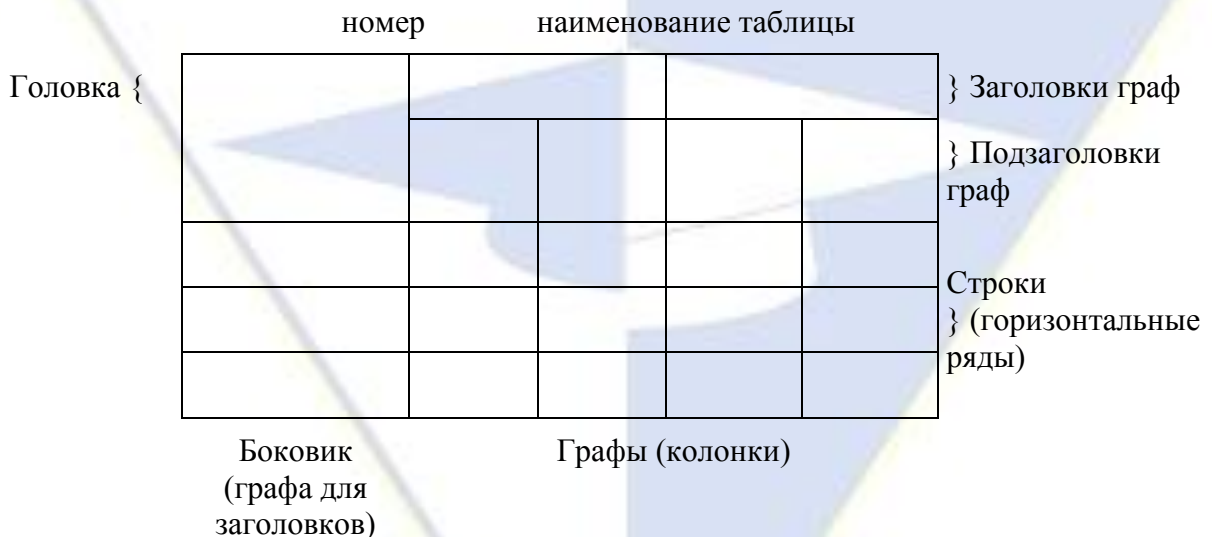 номер наименование таблицы
Головка {
} Заголовки граф
} Подзаголовки
граф
Строки
} (горизонтальные
ряды)
Боковик
(графа для
заголовков)
Графы (колонки)